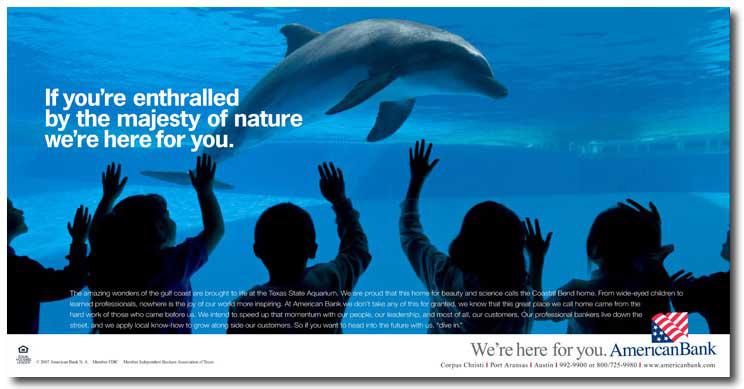 If you're enthralled
by the majesty of nature
we're here for you.
The amazing wonders of the gulf coast are brought to life at the Texas State Aquarium. We are proud that this home for beauty and science calls the Coastal Bend home. From wide-eyed children to
learned professionals, nowhere is the joy of our world more inspiring. At American Bank we don't take any of this for granted, we know that this great place we call home came from the
hard work of those who came before us. We intend to speed up that momentum with our people, our leadership, and most of all, our customers. Our professional bankers live down the
street, and we apply local know-how to grow along side our customers. So if you want to head into the future with us, "dive in."
We're here for you. AmericanBank
EQUAL HOUSING
LENDER
© 2007 American Bank N.A. Member FDIC Member Independent Bankers Association of Texas
Corpus Christi | Port Aransas | Austin | 992-9900 or 800/725-9980 | www.americanbank.com